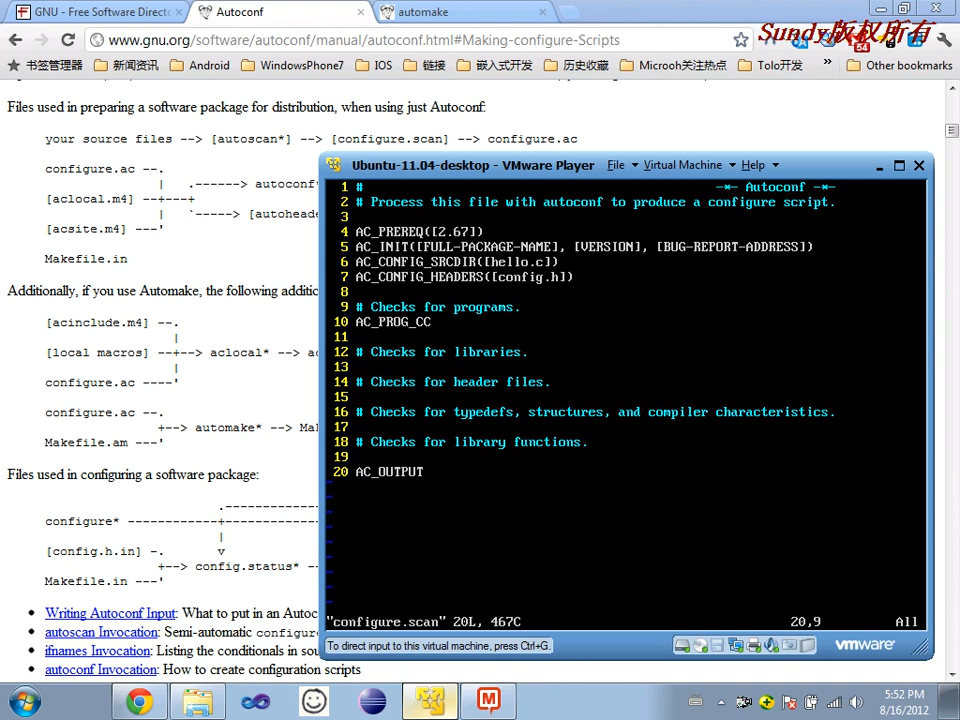 GNU - Free Software Direct
Autoconf
automake
www.gnu.org/software/autoconf/manual/autoconf.html#Making-configure-Scripts
Sundy版权所有
54
书签管理器
新闻资讯
Android
WindowsPhone7
IOS
链接
嵌入式开发
历史收藏
Microoh关注热点
Tolo开发
»
Other bookmarks
Files used in preparing a software package for distribution, when using just Autoconf:
your source files --> [autoscan*] --> [configure.scan] --> configure.ac
configure.ac --.
| .------> autoconf
[aclocal.m4] --+---+
| `-----> [autoheade
[acsite.m4] ---'
Makefile.in
Additionally, if you use Automake, the following additio
[acinclude.m4] --.
|
[local macros] --+--> aclocal* --> ac
|
configure.ac ----'
configure.ac --.
+--> automake* --> Ma
Makefile.am ---'
Files used in configuring a software package:
.------------
configure* ------------+------------
|
[config.h.in] -. v
+--> config.status* --
Makefile.in ---'
Writing Autoconf Input: What to put in an Autoc
autoscan Invocation: Semi-automatic configure
ifnames Invocation: Listing the conditionals in sou
autoconf Invocation: How to create configuration scripts
Ubuntu-11.04-desktop - VMware Player File Virtual Machine Help
1 # -*- Autoconf -*-
2 # Process this file with autoconf to produce a configure script.
3
4 AC_PREREQ([2.67])
5 AC_INIT([FULL-PACKAGE-NAME], [VERSION], [BUG-REPORT-ADDRESS])
6 AC_CONFIG_SRCDIR([hello.c])
7 AC_CONFIG_HEADERS([config.h])
8
9 # Checks for programs.
10 AC_PROG_CC
11
12 # Checks for libraries.
13
14 # Checks for header files.
15
16 # Checks for typedefs, structures, and compiler characteristics.
17
18 # Checks for library functions.
19
20 AC_OUTPUT
~
~
~
~
~
~
~
~
~
"configure.scan" 20L, 467C 20,9 All
To direct input to this virtual machine, press Ctrl+G.
vmware
5:52 PM
8/16/2012